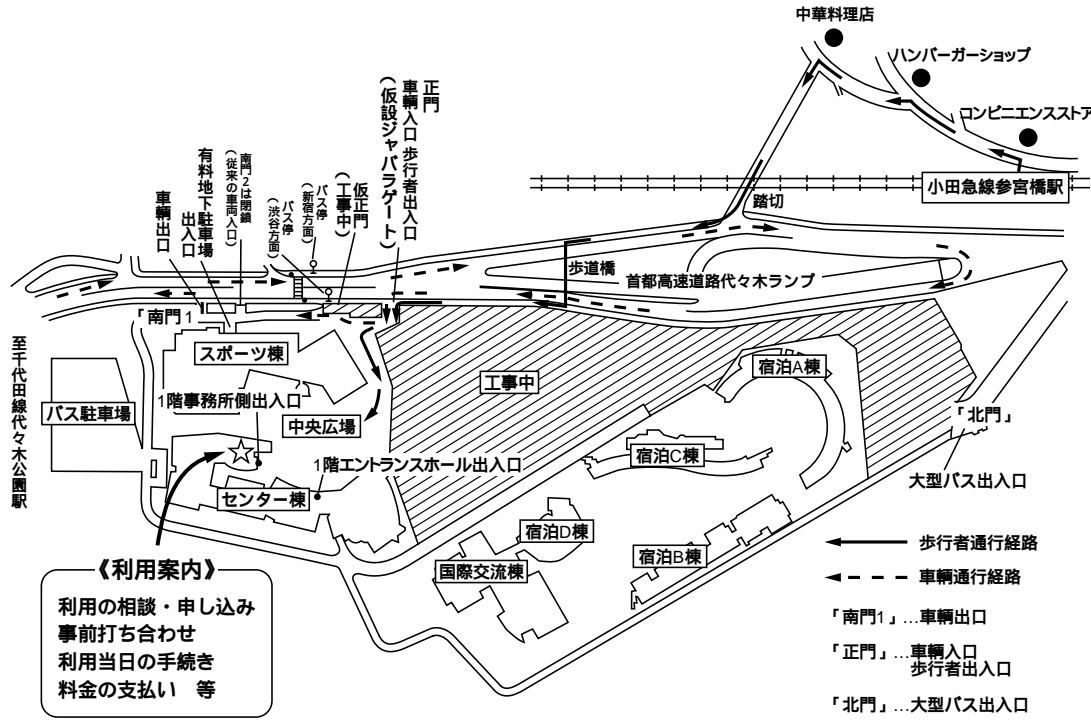 中華料理店
ハンバーガーショップ
コンビニエンスストア
小田急線参宮橋駅
踏切
正門
車輌入口 歩行者出入口
(仮設ジャバラゲート)
仮正門
(工事中)
バス停
(新宿方面)
バス停
(渋谷方面)
南門2は閉鎖
(従来の車両入口)
有料地下駐車場
出入口
車輌出口
歩道橋
首都高速道路代々木ランプ
「南門1
スポーツ棟
工事中
宿泊A棟
至千代田線代々木公園駅
バス駐車場
1階事務所側出入口
中央広場
「北門」
大型バス出入口
宿泊C棟
1階エントランスホール出入口
センター棟
宿泊D棟
宿泊B棟
国際交流棟
《利用案内》
利用の相談・申し込み
事前打ち合わせ
利用当日の手続き
料金の支払い 等
歩行者通行経路
車輌通行経路
「南門1」…車輌出口
「正門」…車輌入口
歩行者出入口
「北門」…大型バス出入口